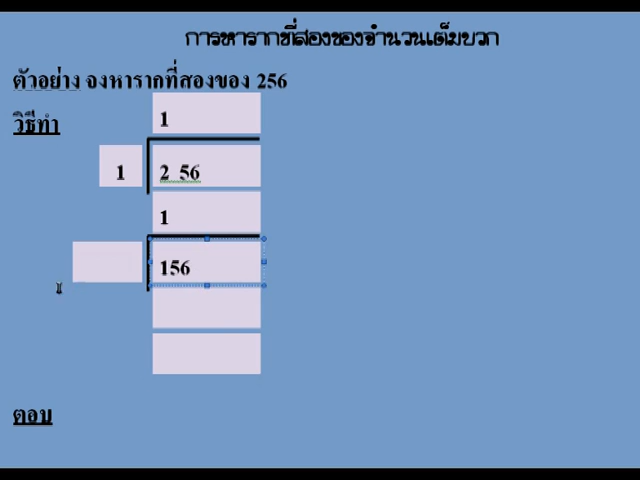 การหารากที่สองของจำนวนเต็มบวก
ตัวอย่าง จงหารากที่สองของ 256
วิธีทำ
1
1 2 56
1
156
ตอบ